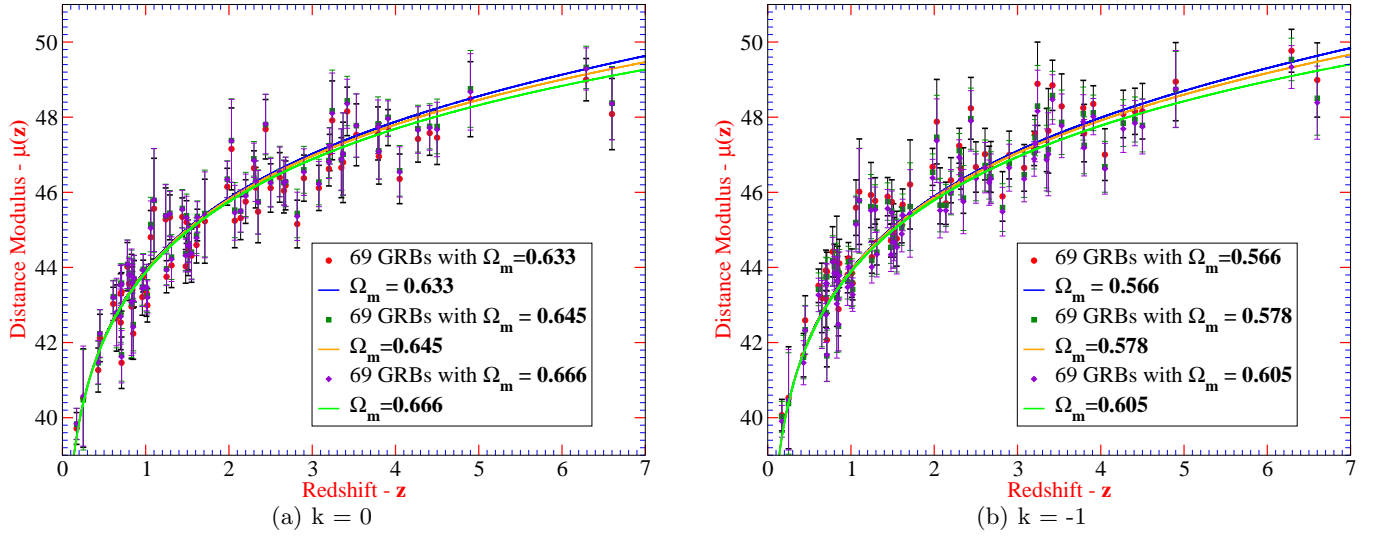 50
48
46
44
42
40
Distance Modulus - μ(z)
69 GRBs with Ωm=0.633
Ωm = 0.633
69 GRBs with Ωm = 0.645
Ωm=0.645
69 GRBs with Ωm = 0.666
Ωm=0.666
0 1 2 3 4 5 6 7
Redshift - z
(a) k = 0
50
48
46
44
42
40
Distance Modulus - μ(z)
69 GRBs with Ωm=0.566
Ωm = 0.566
69 GRBs with Ωm = 0.578
Ωm=0.578
69 GRBs with Ωm = 0.605
Ωm=0.605
0 1 2 3 4 5 6 7
Redshift - z
(b) k = -1